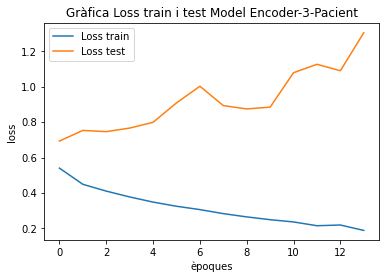 Gràfica Loss train i test Model Encoder-3-Pacient
Loss train
Loss test
loss
1.2
1.0
0.8
0.6
0.4
0.2
0 2 4 6 8 10 12
èpoques